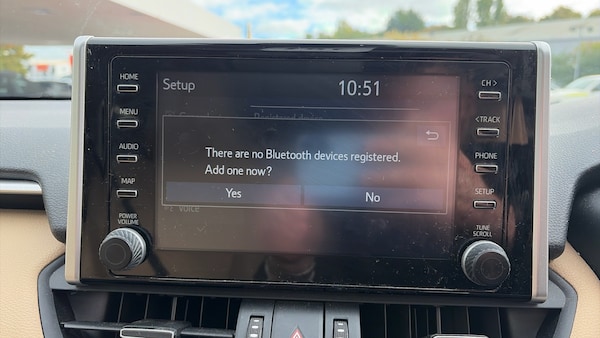 HOME
MENU
AUDIO
MAP
POWER
VOLUME
Setup
10:51
There are no Bluetooth devices registered.
Add one now?
Yes
No
Voice
CH >
< TRACK
PHONE
SETUP
TUNE
SCROLL